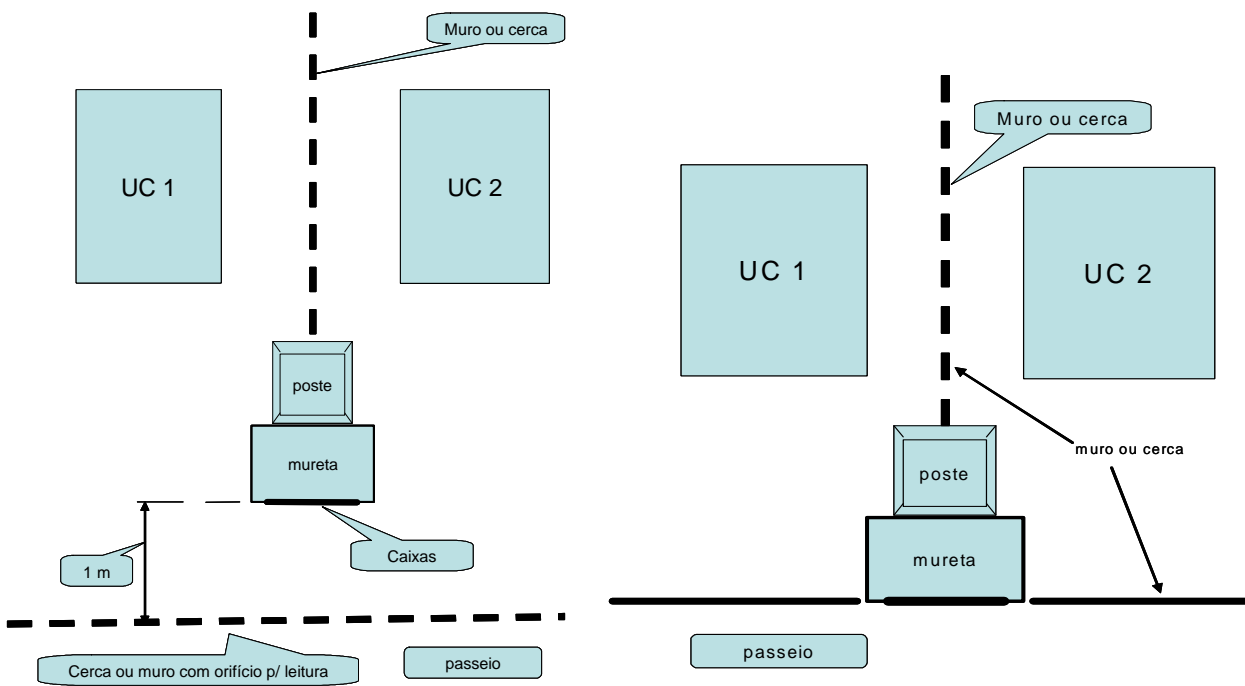 Muro ou cerca
UC 1
UC 2
poste
mureta
Caixas
1 m
Cerca ou muro com orifício p/ leitura
passeio
Muro ou cerca
UC 1
UC 2
muro ou cerca
poste
mureta
passeio